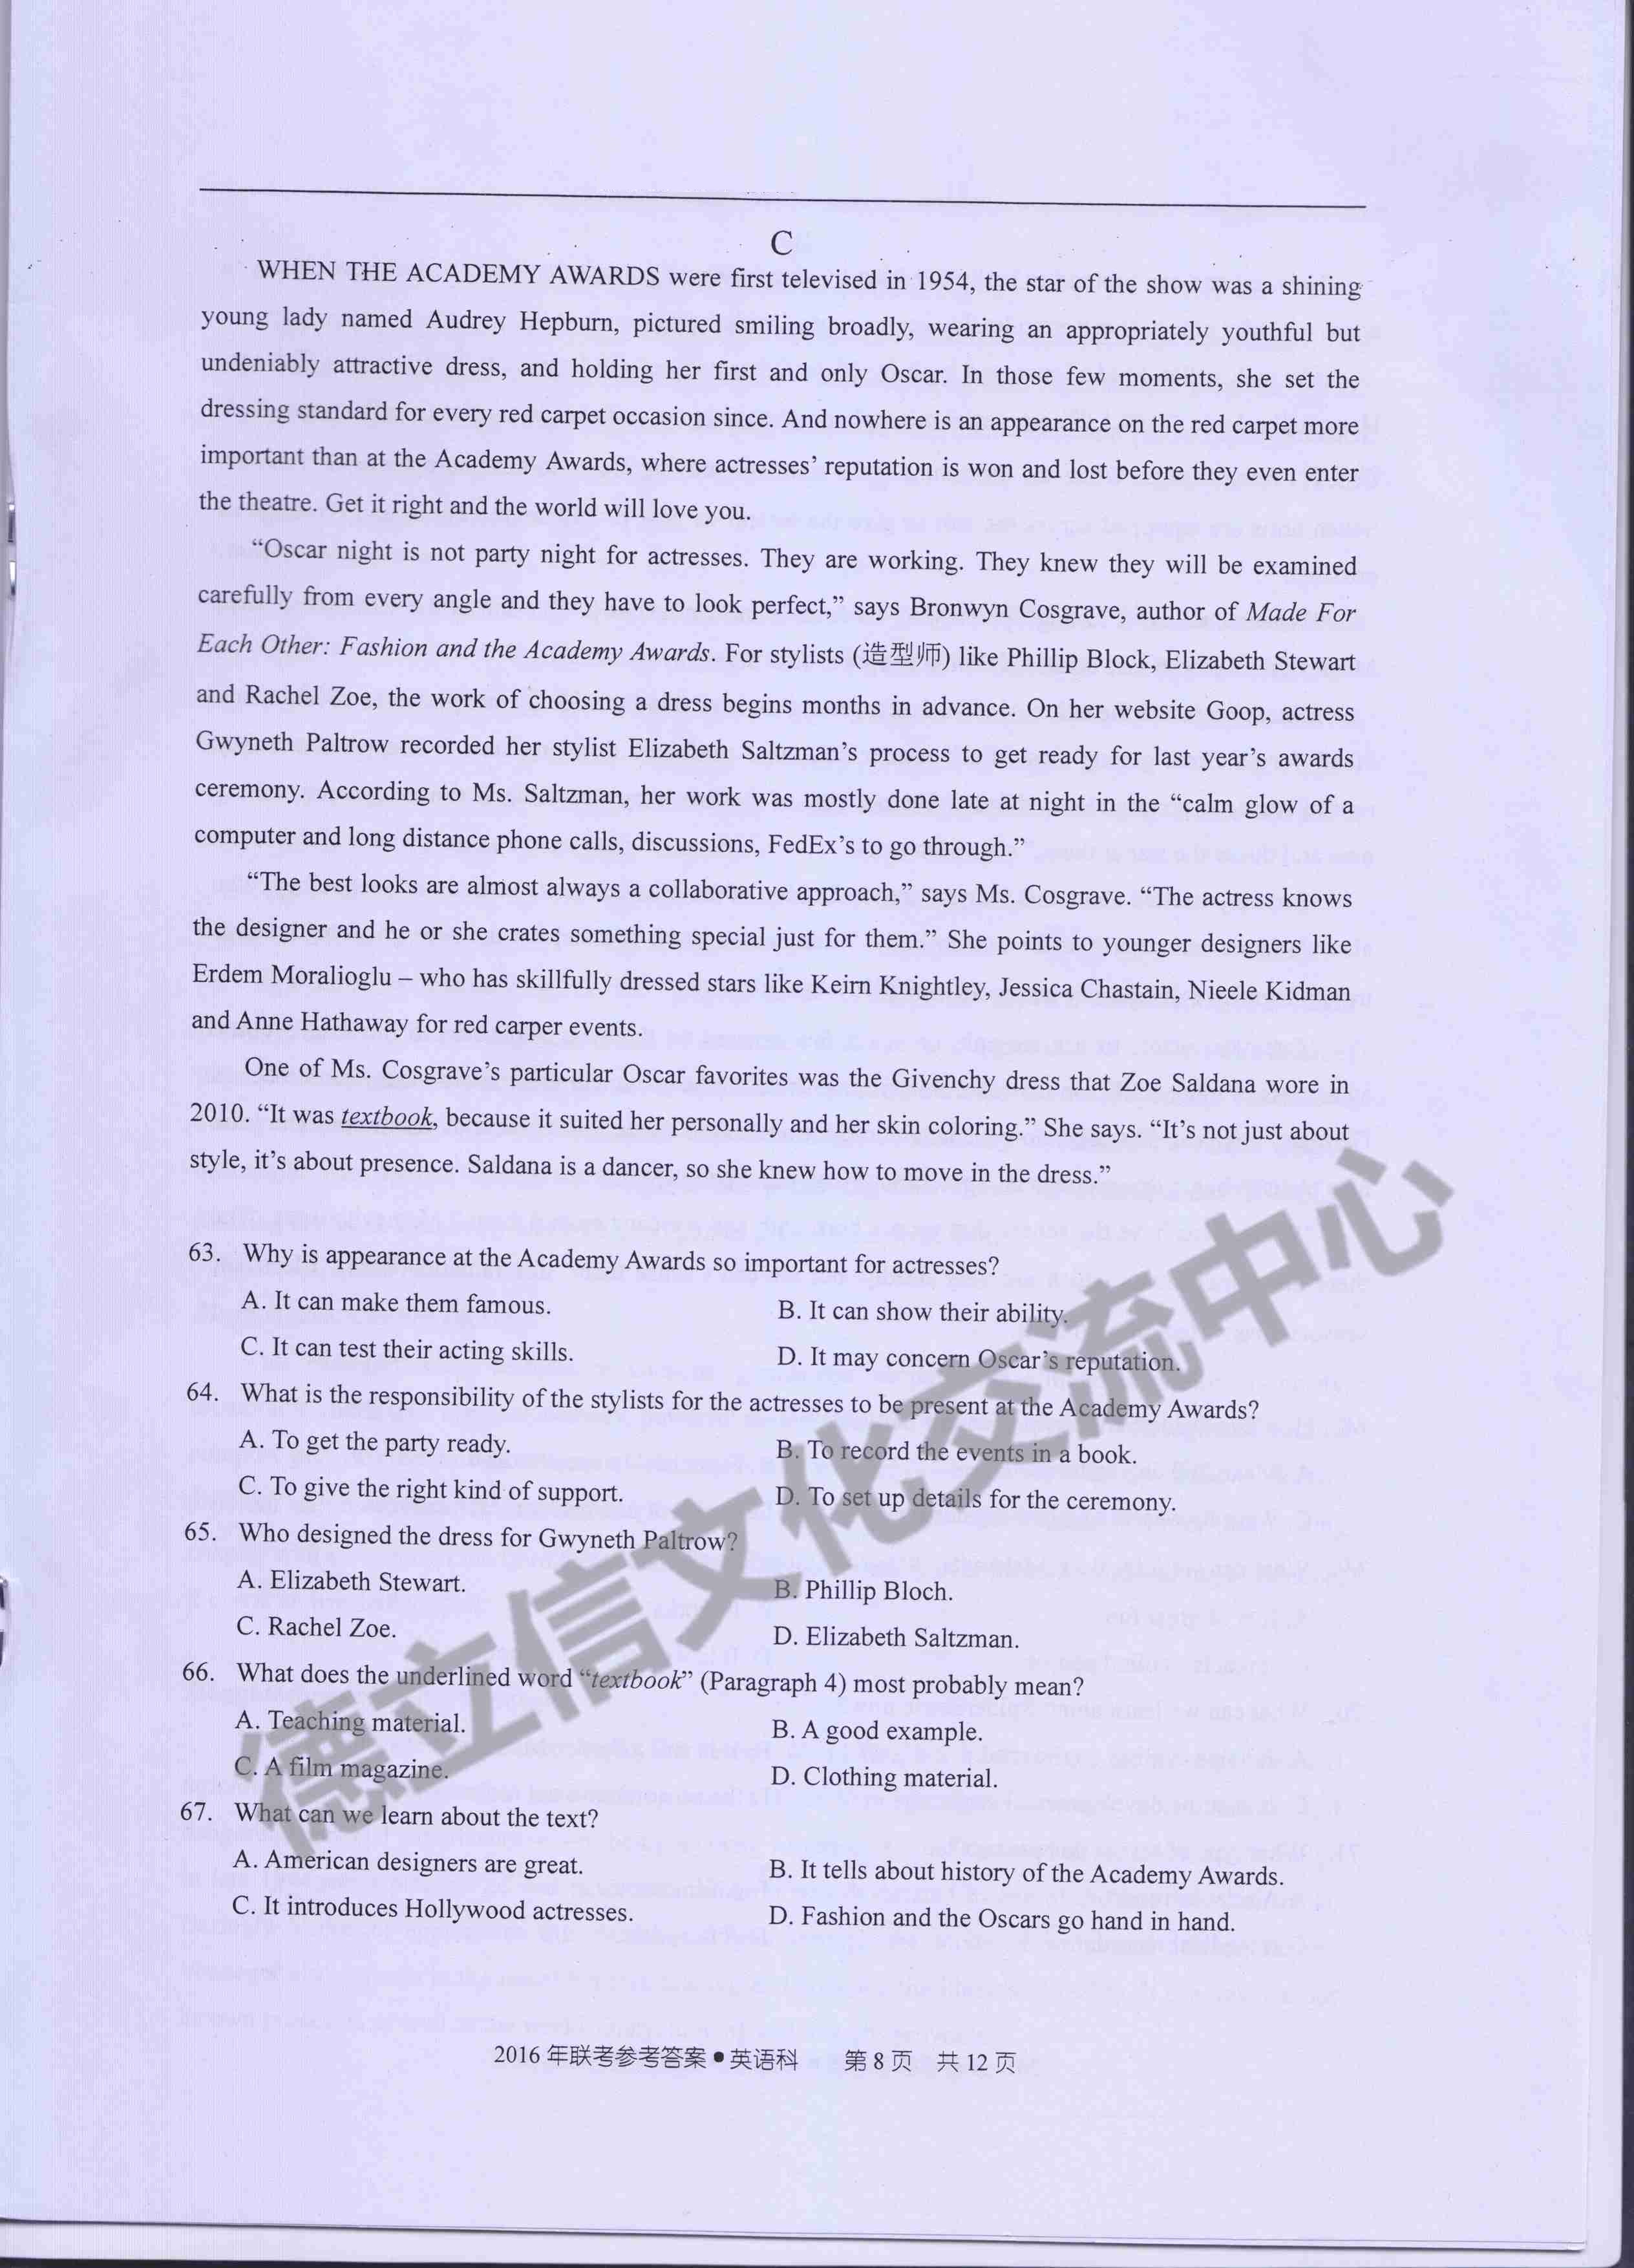 C
WHEN THE ACADEMY AWARDS were first televised in 1954, the star of the show was a shining
young lady named Audrey Hepburn, pictured smiling broadly, wearing an appropriately youthful but
undeniably attractive dress, and holding her first and only Oscar. In those few moments, she set the
dressing standard for every red carpet occasion since. And nowhere is an appearance on the red carpet more
important than at the Academy Awards, where actresses’ reputation is won and lost before they even enter
the theatre. Get it right and the world will love you.
“Oscar night is not party night for actresses. They are working. They knew they will be examined
carefully from every angle and they have to look perfect,” says Bronwyn Cosgrave, author of Made For
Each Other: Fashion and the Academy Awards. For stylists (造型师) like Phillip Block, Elizabeth Stewart
and Rachel Zoe, the work of choosing a dress begins months in advance. On her website Goop, actress
Gwyneth Paltrow recorded her stylist Elizabeth Saltzman’s process to get ready for last year’s awards
ceremony. According to Ms. Saltzman, her work was mostly done late at night in the “calm glow of a
computer and long distance phone calls, discussions, FedEx’s to go through.”
“The best looks are almost always a collaborative approach,” says Ms. Cosgrave. “The actress knows
the designer and he or she crates something special just for them.” She points to younger designers like
Erdem Moralioglu – who has skillfully dressed stars like Keirn Knightley, Jessica Chastain, Nieele Kidman
and Anne Hathaway for red carper events.
One of Ms. Cosgrave’s particular Oscar favorites was the Givenchy dress that Zoe Saldana wore in
2010. “It was textbook, because it suited her personally and her skin coloring.” She says. “It’s not just about
style, it’s about presence. Saldana is a dancer, so she knew how to move in the dress.”
63. Why is appearance at the Academy Awards so important for actresses?
A. It can make them famous. B. It can show their ability.
C. It can test their acting skills. D. It may concern Oscar’s reputation.
64. What is the responsibility of the stylists for the actresses to be present at the Academy Awards?
A. To get the party ready. B. To record the events in a book.
C. To give the right kind of support. D. To set up details for the ceremony.
65. Who designed the dress for Gwyneth Paltrow?
A. Elizabeth Stewart. B. Phillip Bloch.
C. Rachel Zoe. D. Elizabeth Saltzman.
66. What does the underlined word “textbook” (Paragraph 4) most probably mean?
A. Teaching material. B. A good example.
C. A film magazine. D. Clothing material.
67. What can we learn about the text?
A. American designers are great. B. It tells about history of the Academy Awards.
C. It introduces Hollywood actresses. D. Fashion and the Oscars go hand in hand.
2016 年联考参考答案●英语科 第 8 页 共 12 页
德立信文化交流中心